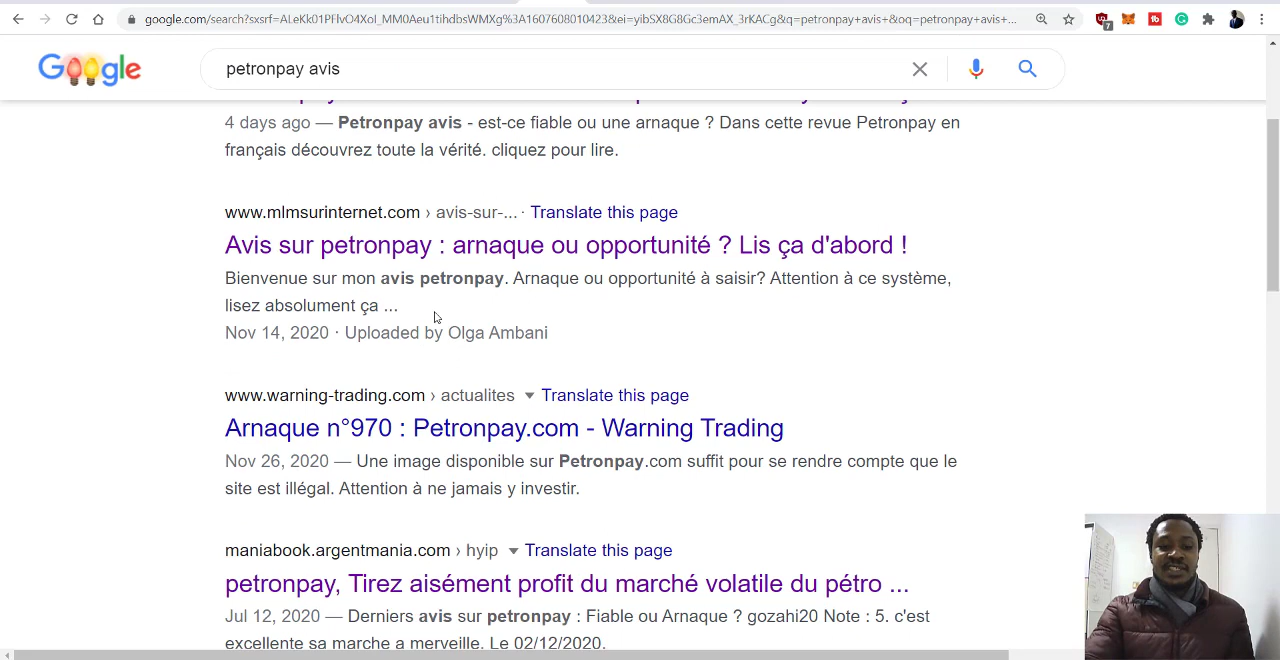 google.com/search?sxsrf=ALeKk01PFlvO4XoI_MM0Aeu1tihdbsWMXg%3A1607608010423&ei=yibSX8G8Gc3emAX_3rKACg&q=petronpay+avis+&oq=petronpay+avis+...
7
Google
petronpay avis
4 days ago — Petronpay avis - est-ce fiable ou une arnaque ? Dans cette revue Petronpay en
français découvrez toute la vérité. cliquez pour lire.
www.mlmsurinternet.com › avis-sur-... · Translate this page
Avis sur petronpay : arnaque ou opportunité ? Lis ça d'abord !
Bienvenue sur mon avis petronpay. Arnaque ou opportunité à saisir? Attention à ce système,
lisez absolument ça ...
Nov 14, 2020 · Uploaded by Olga Ambani
www.warning-trading.com › actualites Translate this page
Arnaque n°970 : Petronpay.com - Warning Trading
Nov 26, 2020 — Une image disponible sur Petronpay.com suffit pour se rendre compte que le
site est illégal. Attention à ne jamais y investir.
maniabook.argentmania.com › hyip Translate this page
petronpay, Tirez aisément profit du marché volatile du pétro ...
Jul 12, 2020 — Derniers avis sur petronpay : Fiable ou Arnaque ? gozahi20 Note : 5. c'est
excellente sa marche a merveille. Le 02/12/2020.